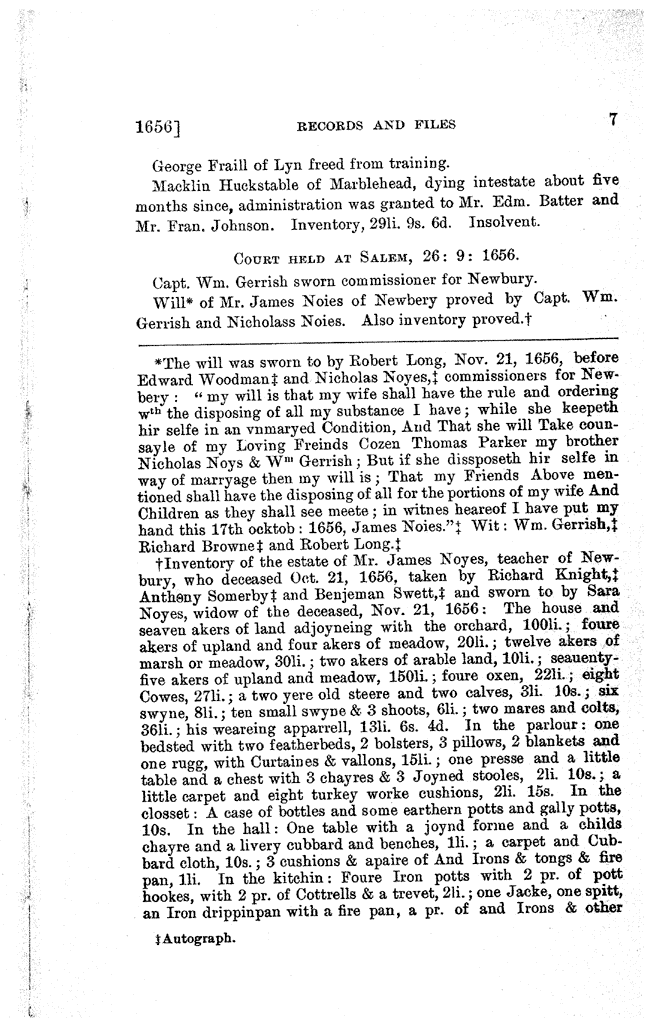 1656] RECORDS AND FILES 7
George Fraill of Lyn freed from training.
Macklin Huckstable of Marblehead, dying intestate about five
months since, administration was granted to Mr. Edm. Batter and
Mr. Fran. Johnson. Inventory, 29li. 9s. 6d. Insolvent.
COURT HELD AT SALEM, 26: 9: 1656.
Capt. Wm. Gerrish sworn commissioner for Newbury.
Will* of Mr. James Noies of Newbery proved by Capt. Wm.
Gerrish and Nicholass Noies. Also inventory proved.†
*The will was sworn to by Robert Long, Nov. 21, 1656, before
Edward Woodman‡ and Nicholas Noyes,‡ commissioners for New-
bery : " my will is that my wife shall have the rule and ordering
wth the disposing of all my substance I have; while she keepeth
hir selfe in an vnmaryed Condition, And That she will Take coun-
sayle of my Loving Freinds Cozen Thomas Parker my brother
Nicholas Noys & Wm Gerrish; But if she dissposeth hir selfe in
way of marryage then my will is; That my Friends Above men-
tioned shall have the disposing of all for the portions of my wife And
Children as they shall see meete; in witnes heareof I have put my
hand this 17th ocktob: 1656, James Noies."‡ Wit: Wm. Gerrish,‡
Richard Browne‡ and Robert Long.‡
†Inventory of the estate of Mr. James Noyes, teacher of New-
bury, who deceased Oct. 21, 1656, taken by Richard Knight,‡
Anthony Somerby‡ and Benjeman Swett,‡ and sworn to by Sara
Noyes, widow of the deceased, Nov. 21, 1656: The house and
seaven akers of land adjoyneing with the orchard, 100li.; foure
akers of upland and four akers of meadow, 20li.; twelve akers of
marsh or meadow, 30li.; two akers of arable land, 10li.; seauenty-
five akers of upland and meadow, 150li.; foure oxen, 22li.; eight
Cowes, 27li.; a two yere old steere and two calves, 3li. 10s.; six
swyne, 8li.; ten small swyne & 3 shoots, 6li.; two mares and colts,
36li.; his weareing apparrell, 13li. 6s. 4d. In the parlour: one
bedsted with two featherbeds, 2 bolsters, 3 pillows, 2 blankets and
one rugg, with Curtaines & vallons, 15li.; one presse and a little
table and a chest with 3 chayres & 3 Joyned stooles, 2li. 10s.; a
little carpet and eight turkey worke cushions, 2li. 15s. In the
closset: A case of bottles and some earthern potts and gally potts,
10s. In the hall: One table with a joynd forme and a childs
chayre and a livery cubbard and benches, 1li.; a carpet and Cub-
bard cloth, 10s.; 3 cushions & apaire of And Irons & tongs & fire
pan, 1li. In the kitchin: Foure Iron potts with 2 pr. of pott
hookes, with 2 pr. of Cottrells & a trevet, 2li.; one Jacke, one spitt,
an Iron drippinpan with a fire pan, a pr. of and Irons & other
‡Autograph.